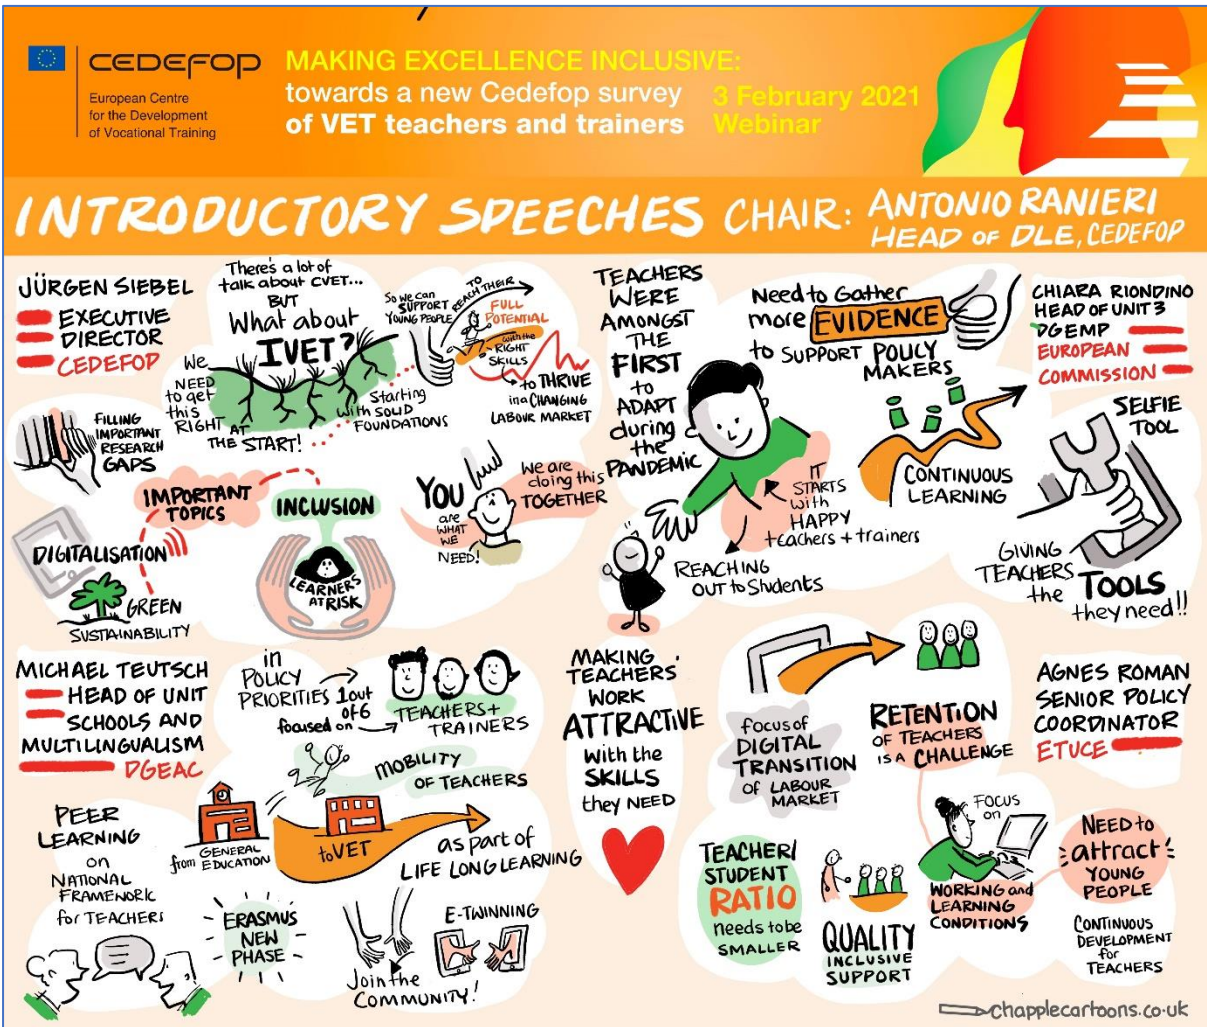 CEDEFOP
European Centre
for the Development
of Vocational Training
MAKING EXCELLENCE INCLUSIVE:
towards a new Cedefop survey
of VET teachers and trainers
3 February 2021
Webinar
INTRODUCTORY SPEECHES CHAIR: ANTONIO RANIERI
HEAD OF DLE, CEDEFOP
JÜRGEN SIEBEL
EXECUTIVE
DIRECTOR
CEDEFOP
There's a lot of
talk about CVET...
BUT
What about
IVET?
We
NEED
to get
this
RIGHT AT
THE START!
Starting
with SOLID
FOUNDATIONS
So we can
SUPPORT
YOUNG PEOPLE
TO
REACH THEIR
FULL
POTENTIAL
with the
RIGHT
SKILLS
to THRIVE
in a CHANGING
LABOUR MARKET
FILLING
IMPORTANT
RESEARCH
GAPS
IMPORTANT
TOPICS
INCLUSION
LEARNERS
AT RISK
DIGITALISATION
GREEN
SUSTAINABILITY
YOU
are
WHAT
WE
NEED!
We are
doing this
TOGETHER
TEACHERS
WERE
AMONGST
THE
FIRST
to
ADAPT
during
the
PANDEMIC
Need to Gather
more EVIDENCE
to SUPPORT POLICY
MAKERS
CHIARA RIONDINO
HEAD OF UNIT 3
DGEMP
EUROPEAN
COMMISSION
CONTINUOUS
LEARNING
IT
STARTS
with
HAPPY
teachers + trainers
REACHING
OUT to Students
SELFIE
TOOL
GIVING
TEACHERS
the TOOLS
they need!!
MICHAEL TEUTSCH
HEAD OF UNIT
SCHOOLS AND
MULTILINGUALISM
DGEAC
in
POLICY
PRIORITIES 1 out
of 6
focused on
TEACHERS +
TRAINERS
MOBILITY
OF TEACHERS
from GENERAL
EDUCATION
to VET
as part of
LIFE LONG LEARNING
PEER
LEARNING
on
NATIONAL
FRAMEWORK
for TEACHERS
ERASMUS
NEW
PHASE
Join the
COMMUNITY!
E-TWINNING
MAKING
TEACHERS'
WORK
ATTRACTIVE
with the
SKILLS
they NEED
focus of
DIGITAL
TRANSITION
OF LABOUR
MARKET
RETENTION
OF TEACHERS
IS A CHALLENGE
AGNES ROMAN
SENIOR POLICY
COORDINATOR
ETUCE
TEACHER/
STUDENT
RATIO
needs to be
SMALLER
QUALITY
INCLUSIVE
SUPPORT
FOCUS
on
WORKING and
LEARNING
CONDITIONS
NEED to
attract
YOUNG
PEOPLE
CONTINUOUS
DEVELOPMENT
for
TEACHERS
chapplecartoons.co.uk